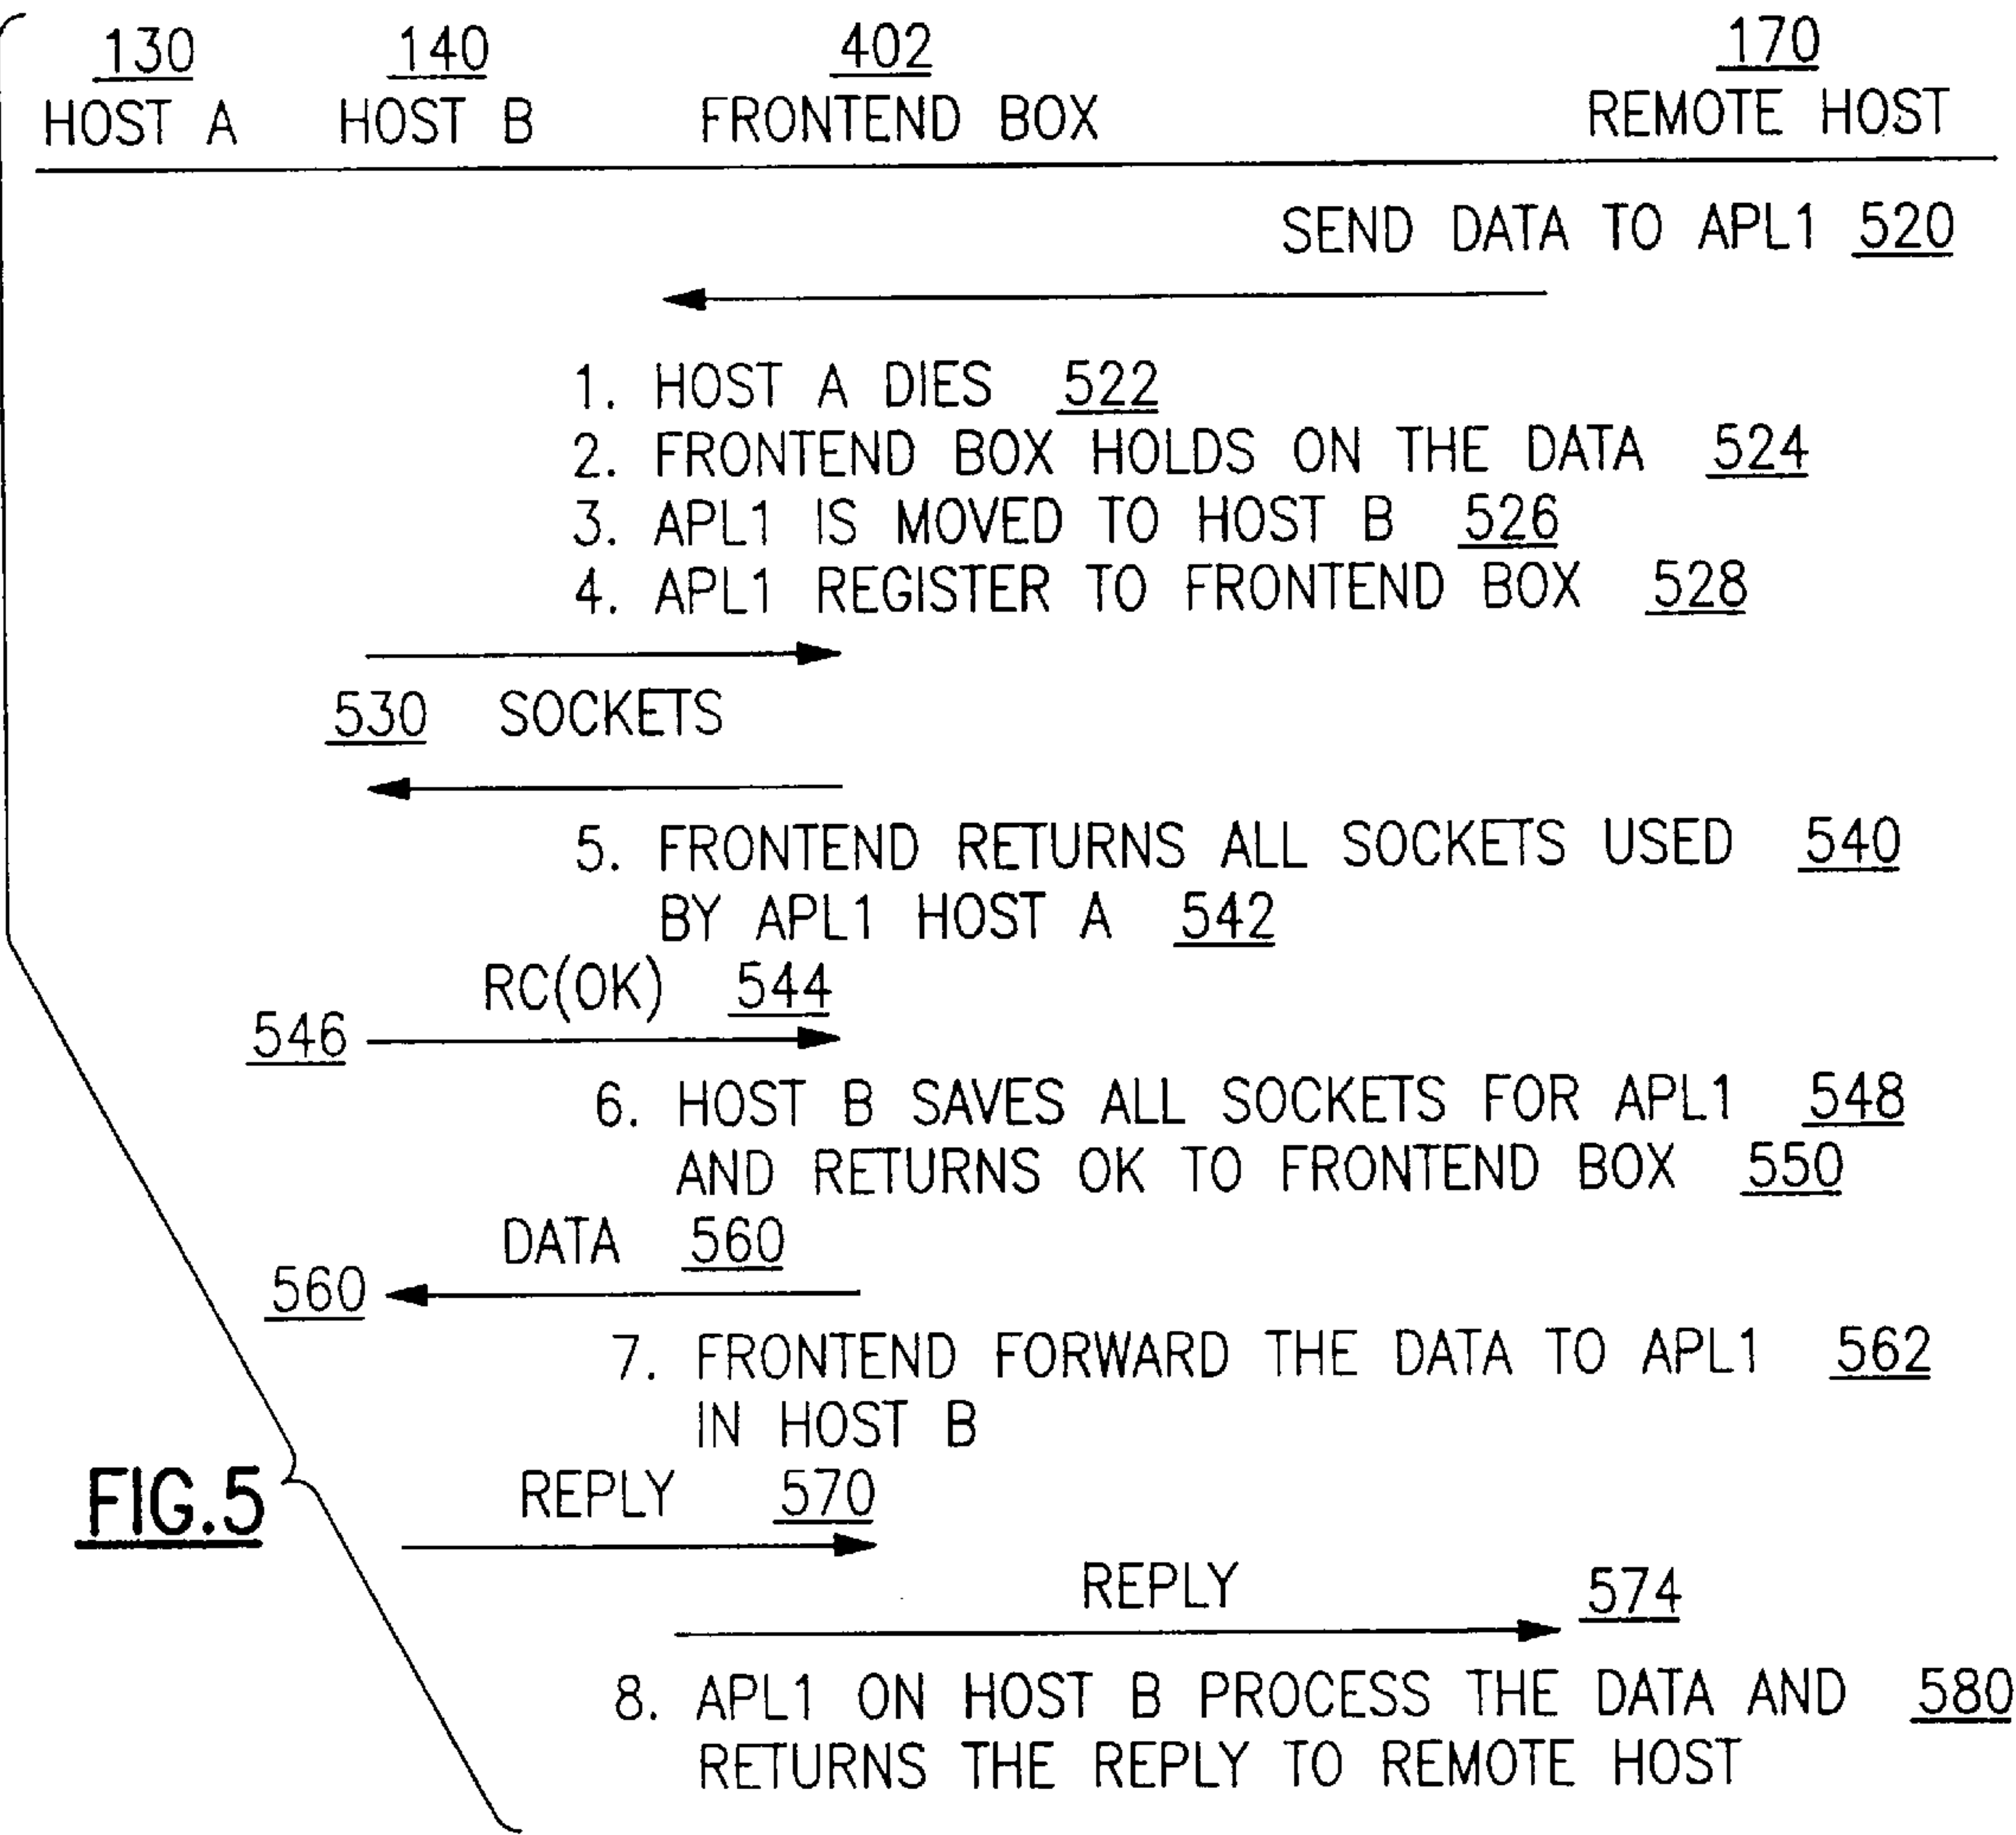 130 140 402 170
HOST A HOST B FRONTEND BOX REMOTE HOST
SEND DATA TO APL1 520
1. HOST A DIES 522
2. FRONTEND BOX HOLDS ON THE DATA 524
3. APL1 IS MOVED TO HOST B 526
4. APL1 REGISTER TO FRONTEND BOX 528
530 SOCKETS
5. FRONTEND RETURNS ALL SOCKETS USED 540
BY APL1 HOST A 542
RC(OK) 544
546
6. HOST B SAVES ALL SOCKETS FOR APL1 548
AND RETURNS OK TO FRONTEND BOX 550
DATA 560
560
7. FRONTEND FORWARD THE DATA TO APL1 562
IN HOST B
REPLY 570
FIG.5
REPLY 574
8. APL1 ON HOST B PROCESS THE DATA AND 580
RETURNS THE REPLY TO REMOTE HOST